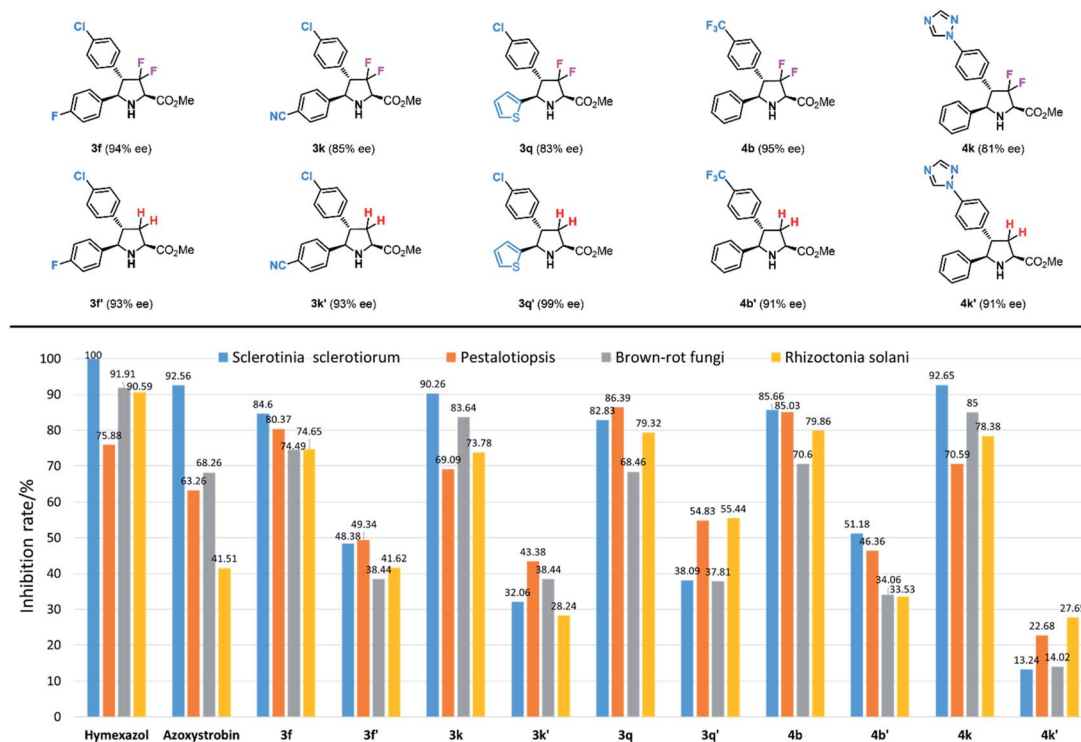 Cl
F
F
F
N
H
CO₂Me
3f (94% ee)
Cl
F
F
NC
N
H
CO₂Me
3k (85% ee)
Cl
F
F
S
N
H
CO₂Me
3q (83% ee)
F₃C
F
F
N
H
CO₂Me
4b (95% ee)
N
N
N
F
F
N
H
CO₂Me
4k (81% ee)
Cl
H
H
F
N
H
CO₂Me
3f' (93% ee)
Cl
H
H
NC
N
H
CO₂Me
3k' (93% ee)
Cl
H
H
S
N
H
CO₂Me
3q' (99% ee)
F₃C
H
H
N
H
CO₂Me
4b' (91% ee)
N
N
N
H
H
N
H
CO₂Me
4k' (91% ee)
Sclerotinia sclerotiorum
Pestalotiopsis
Brown-rot fungi
Rhizoctonia solani
Inhibition rate/%
100
90
80
70
60
50
40
30
20
10
0
100
75.88
91.91
90.59
92.56
63.26
68.26
41.51
84.6
80.37
74.49
74.65
48.38
49.34
38.44
41.62
90.26
69.09
83.64
73.78
32.06
43.38
38.44
28.24
82.83
86.39
68.46
79.32
38.09
54.83
37.81
55.44
85.66
85.03
70.6
79.86
51.18
46.36
34.06
33.53
92.65
70.59
85
78.38
13.24
22.68
14.02
27.65
Hymexazol Azoxystrobin 3f 3f' 3k 3k' 3q 3q' 4b 4b' 4k 4k'